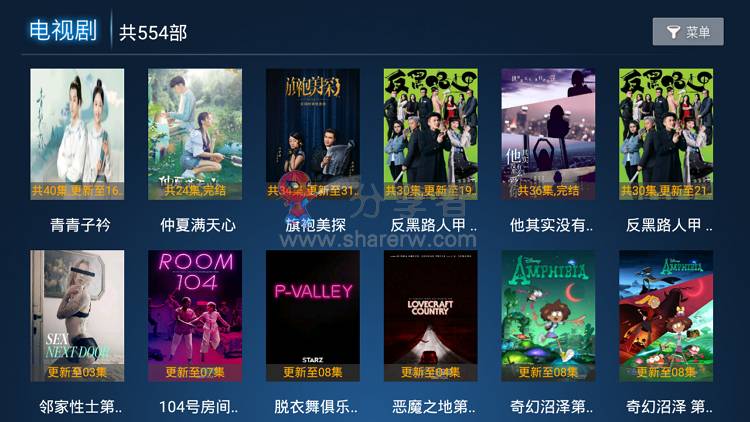 电视剧
共554部
菜单
共40集,更新至16..
共24集,完结
旗袍美探
共34集,更新至31..
反黑路人甲
共30集,更新至19..
共36集,完结
反黑路人甲
共30集,更新至21..
青青子衿
仲夏满天心
旗袍美探
反黑路人甲 ..
他其实没有..
反黑路人甲 ..
分享者
www.sharerw.com
SEX
NEXT DOOR
更新至03集
ROOM
104
更新至07集
P-VALLEY
STARZ
更新至08集
LOVECRAFT
COUNTRY
更新至04集
Disney
AMPHIBIA
更新至08集
Disney
AMPHIBIA
更新至08集
邻家性士第..
104号房间..
脱衣舞俱乐..
恶魔之地第..
奇幻沼泽第..
奇幻沼泽 第..